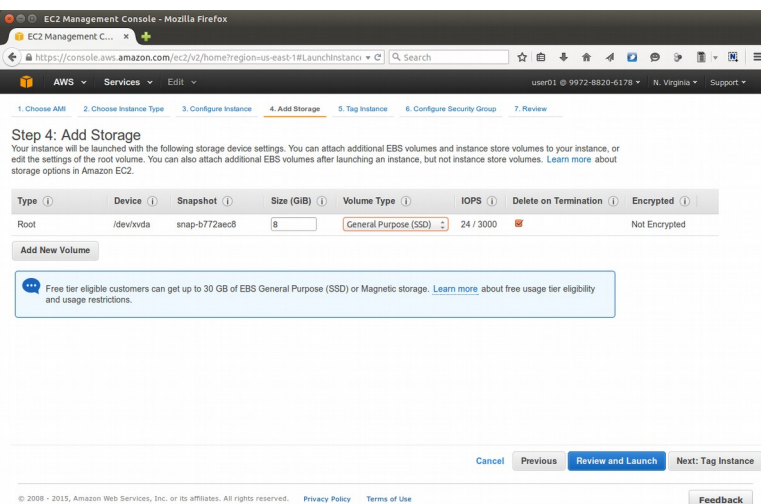 EC2 Management Console - Mozilla Firefox
EC2 Management C...
https://console.aws.amazon.com/ec2/v2/home?region=us-east-1#LaunchInstance
Search
AWS Services Edit user01 @ 9972-8820-6178 N. Virginia Support
1. Choose AMI 2. Choose Instance Type 3. Configure Instance 4. Add Storage 5. Tag Instance 6. Configure Security Group 7. Review
Step 4: Add Storage
Your instance will be launched with the following storage device settings. You can attach additional EBS volumes and instance store volumes to your instance, or
edit the settings of the root volume. You can also attach additional EBS volumes after launching an instance, but not instance store volumes. Learn more about
storage options in Amazon EC2.
Type Device Snapshot Size (GiB) Volume Type IOPS Delete on Termination Encrypted
Root /dev/xvda snap-b772aec8 8 General Purpose (SSD) 24 / 3000 Not Encrypted
Add New Volume
Free tier eligible customers can get up to 30 GB of EBS General Purpose (SSD) or Magnetic storage. Learn more about free usage tier eligibility
and usage restrictions.
Cancel Previous Review and Launch Next: Tag Instance
© 2008 - 2015, Amazon Web Services, Inc. or its affiliates. All rights reserved. Privacy Policy Terms of Use Feedback